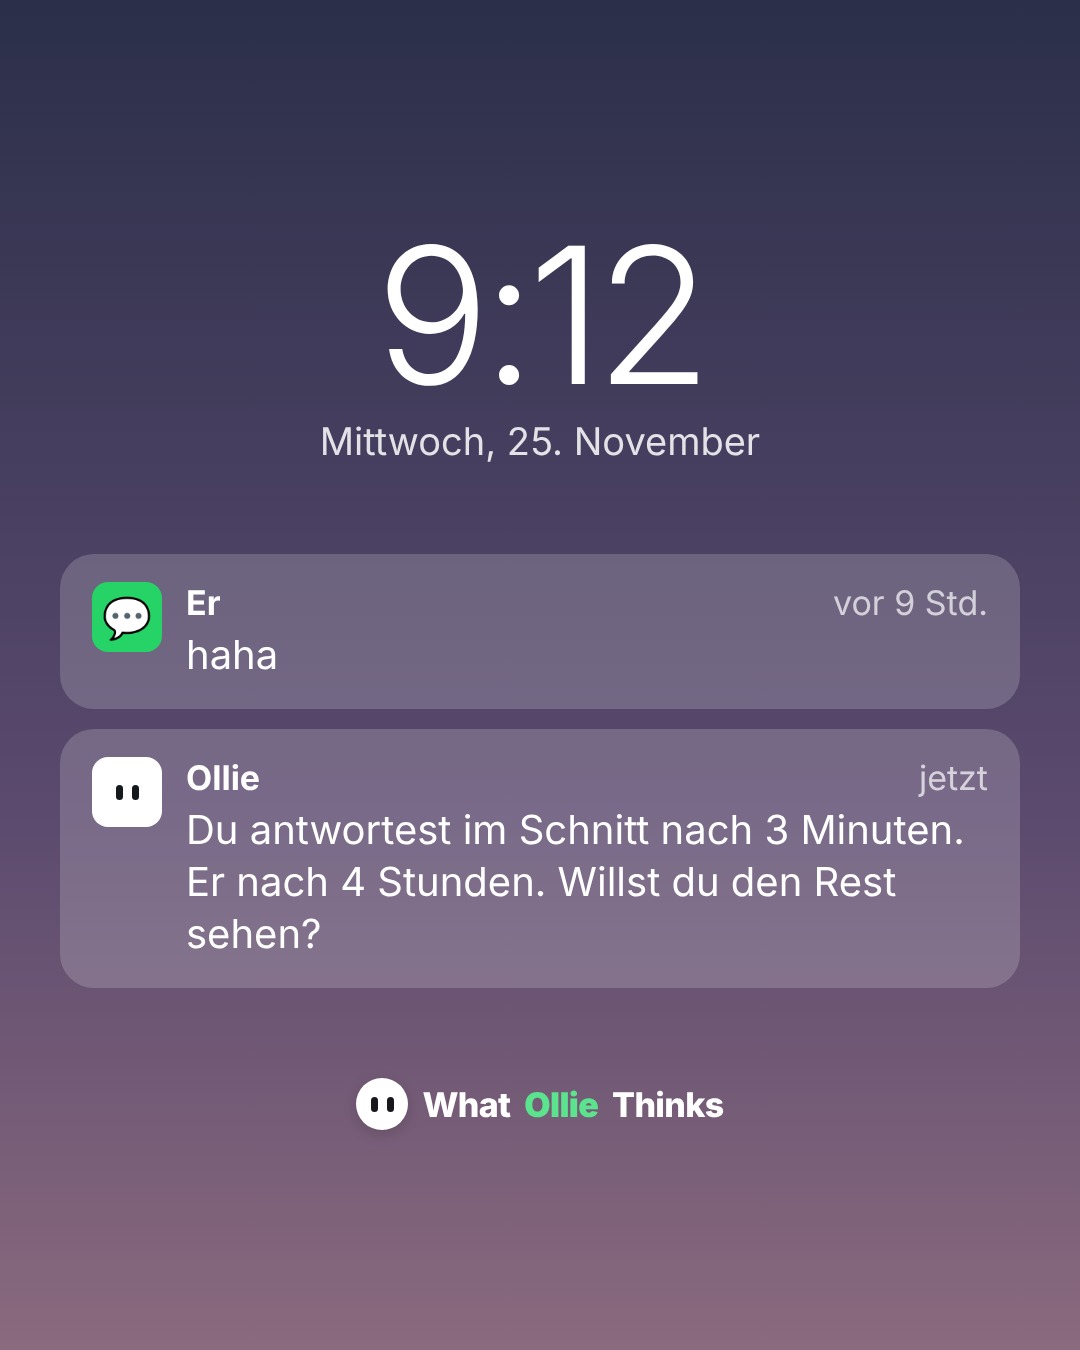 9:12
Mittwoch, 25. November
Er
vor 9 Std.
haha
Ollie
jetzt
Du antwortest im Schnitt nach 3 Minuten.
Er nach 4 Stunden. Willst du den Rest
sehen?
What Ollie Thinks